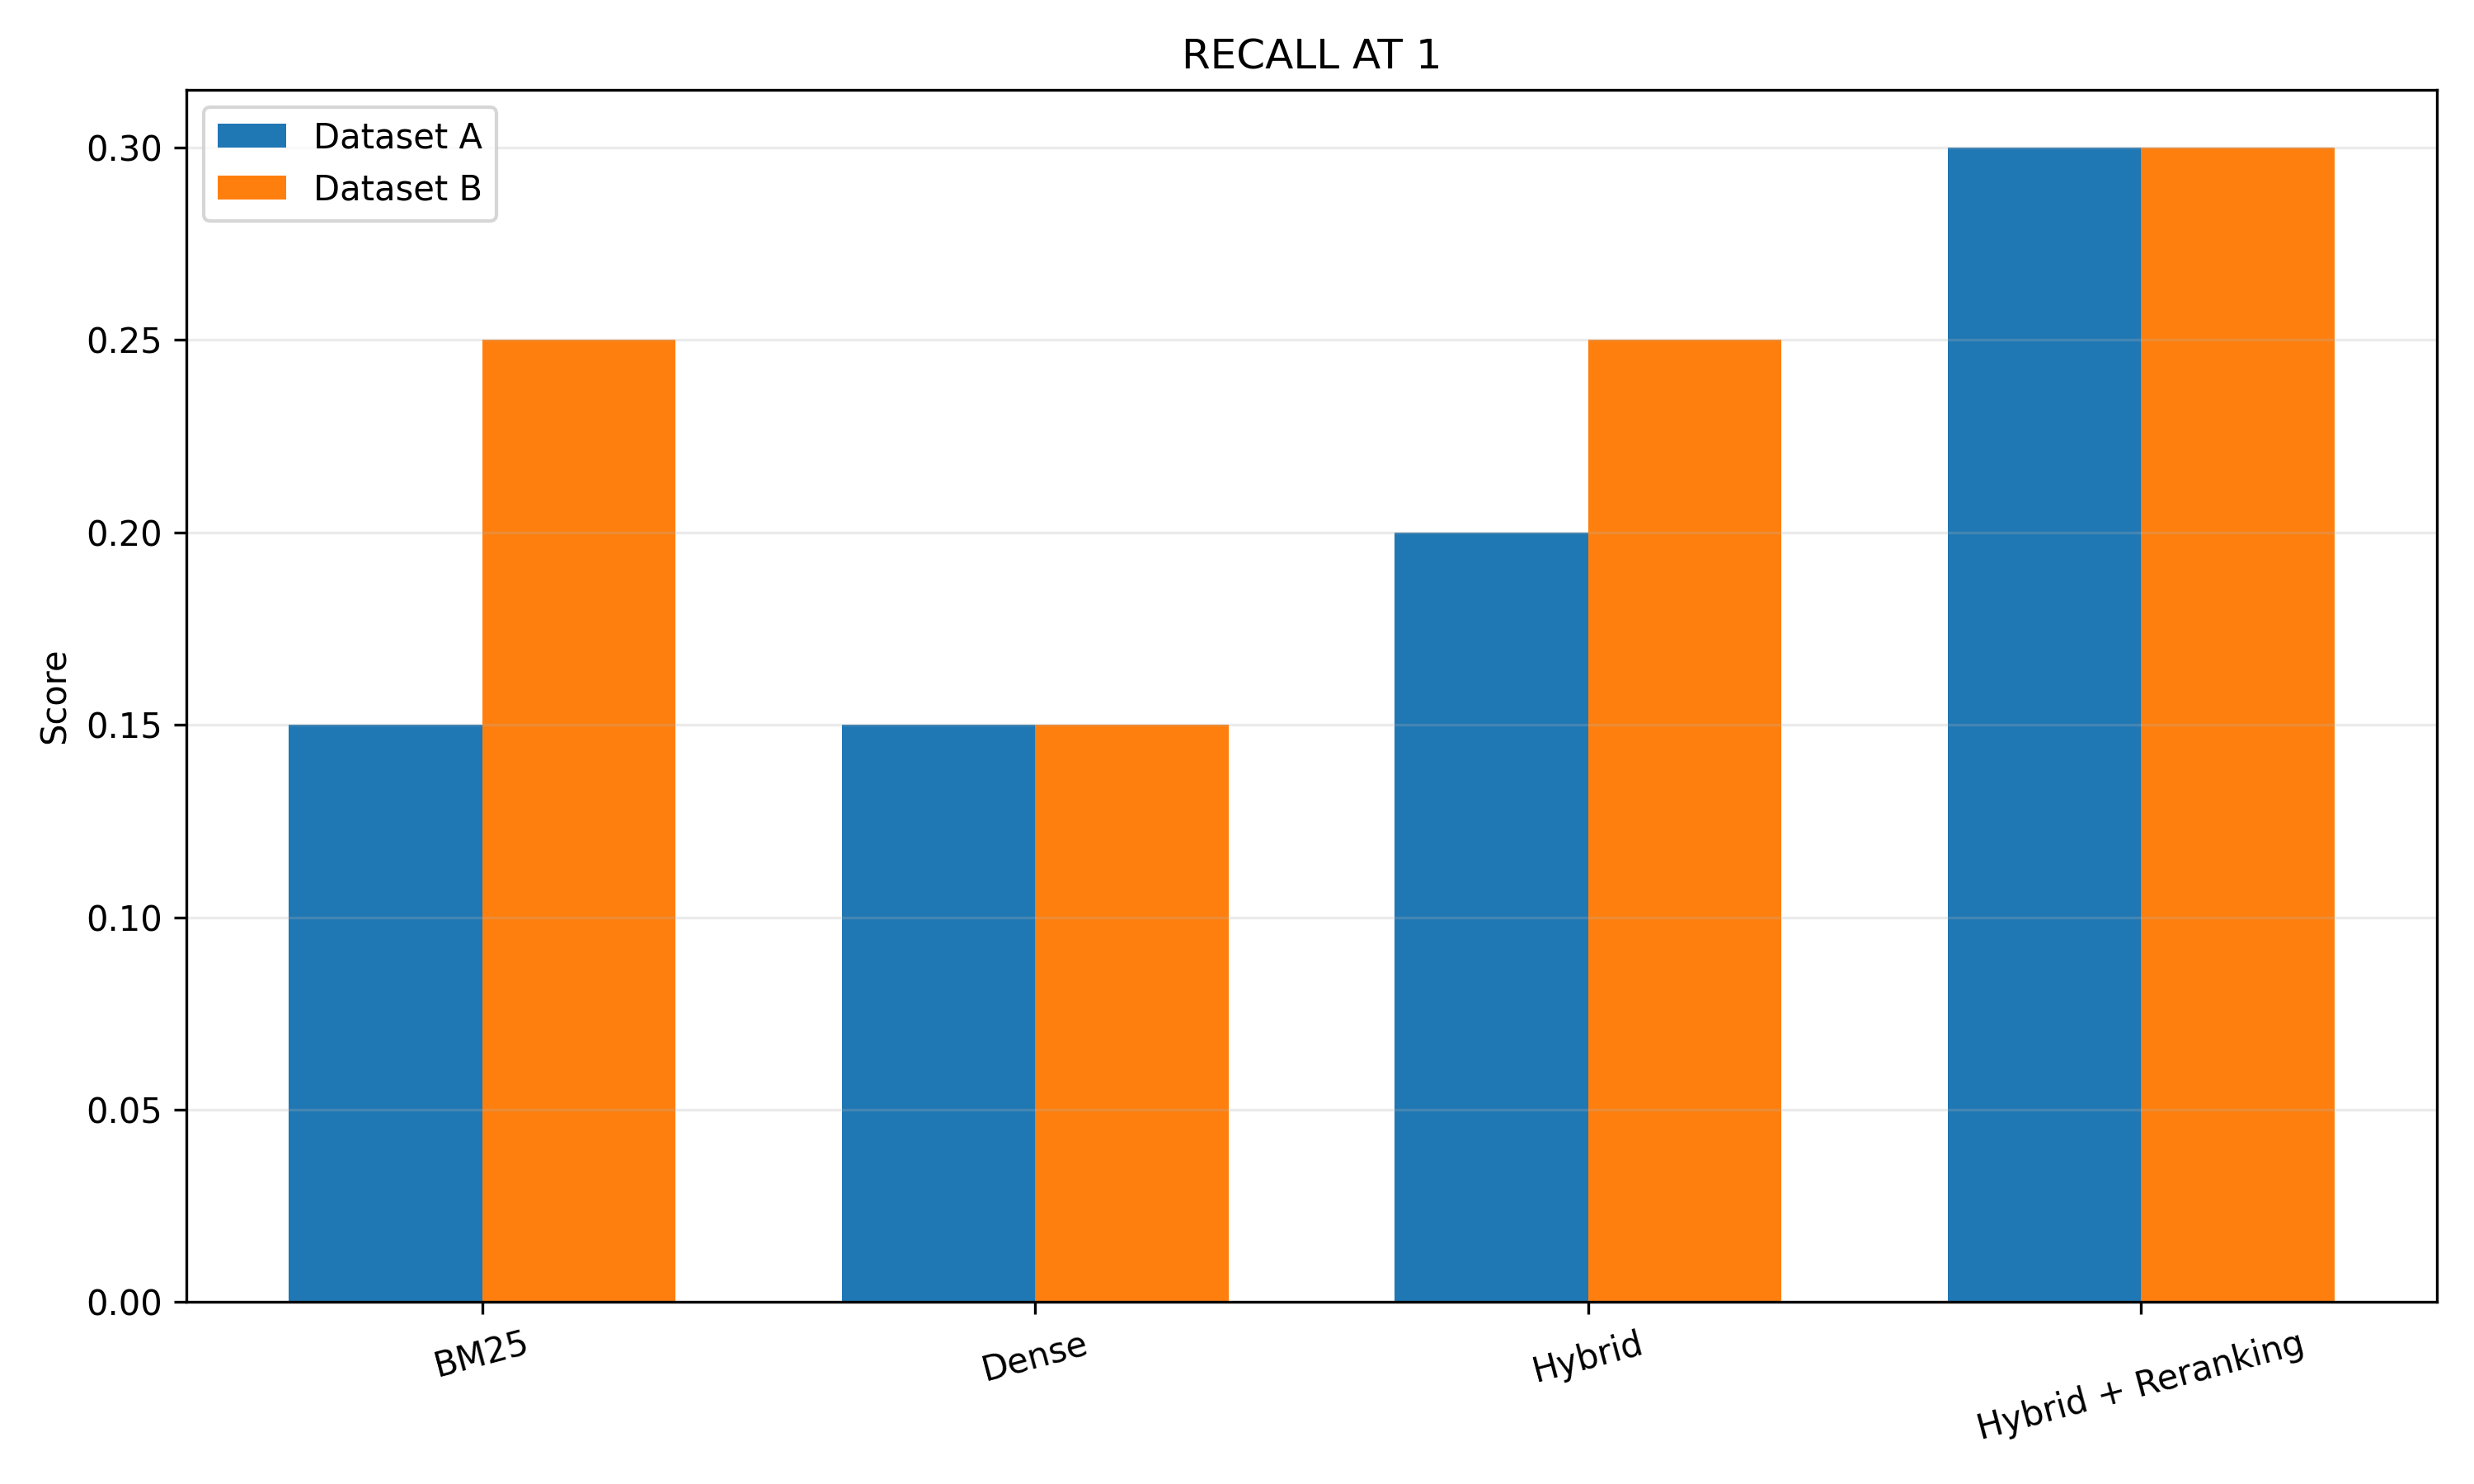 RECALL AT 1
Dataset A
Dataset B
Score
0.30
0.25
0.20
0.15
0.10
0.05
0.00
BM25
Dense
Hybrid
Hybrid + Reranking